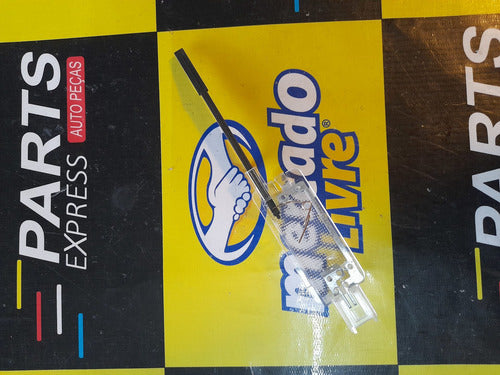 PARTS
EXPRESS
AUTO PEÇAS
mercado
LIVRE®
PARTS